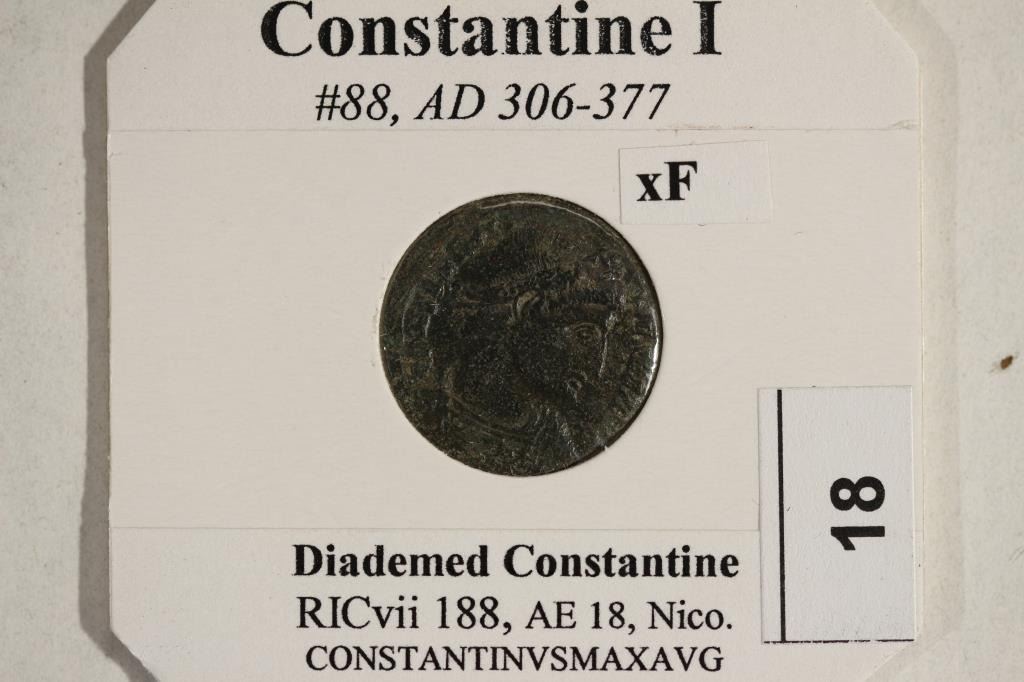 Constantine I
#88, AD 306-377
xF
18
Diademed Constantine
RICvii 188, AE 18, Nico.
CONSTANTINVSMAXAVG